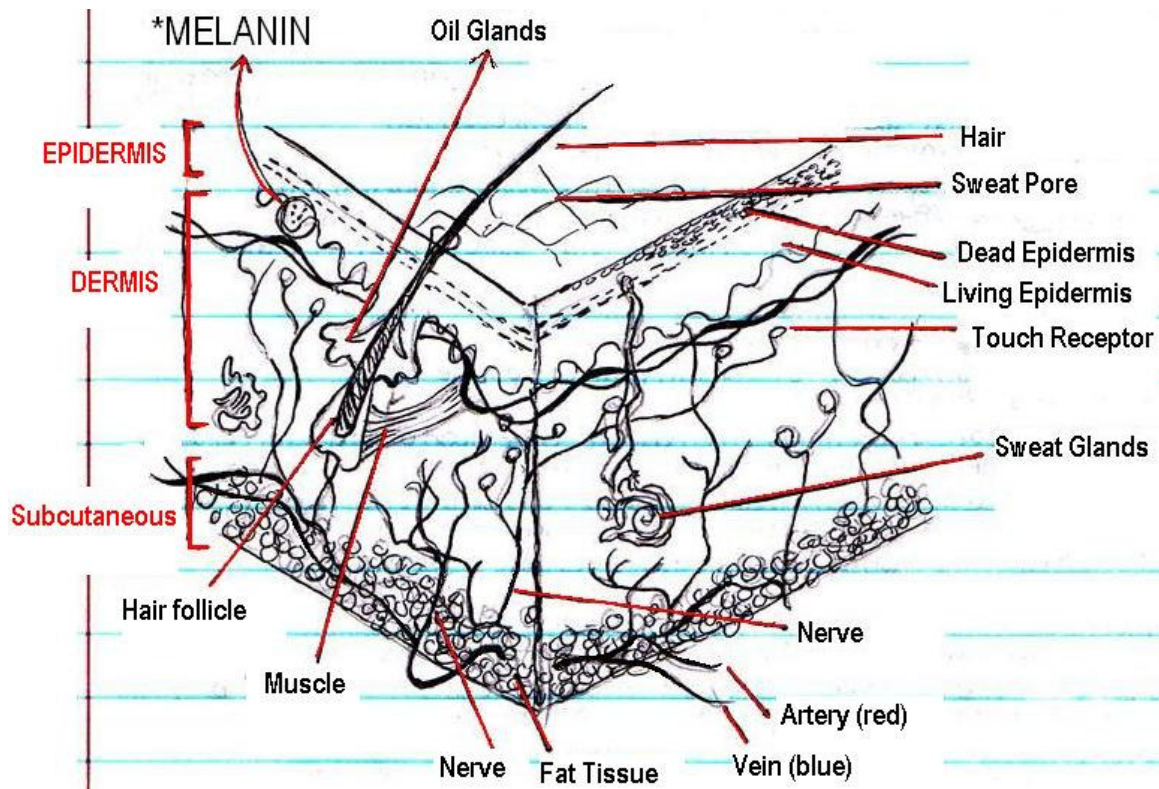 *MELANIN
Oil Glands
EPIDERMIS
Hair
Sweat Pore
DERMIS
Dead Epidermis
Living Epidermis
Touch Receptor
Sweat Glands
Subcutaneous
Hair follicle
Nerve
Muscle
Artery (red)
Nerve
Fat Tissue
Vein (blue)